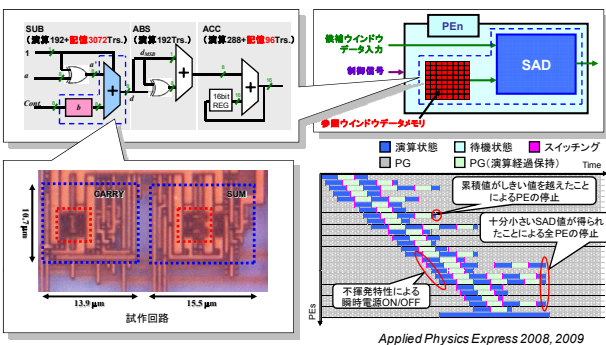 SUB
(演算192+記憶3072Trs.)
ABS
(演算192Trs.)
ACC
(演算288+記憶96Trs.)
1
a
a'
Cont.
b
8
8
8
+
d
dMSB
8
+
8
16bit
REG
+
16
PEn
候補ウインドウ
データ入力
制御信号
SAD
参照ウインドウデータメモリ
CARRY
SUM
10.7μm
13.9 μm
15.5 μm
試作回路
演算状態
待機状態
スイッチング
PG
PG(演算経過保持)
Time
累積値がしきい値を越えたこと
によるPEの停止
十分小さいSAD値が得られ
たことによる全PEの停止
不揮発特性による
瞬時電源ON/OFF
PEs
Applied Physics Express 2008, 2009